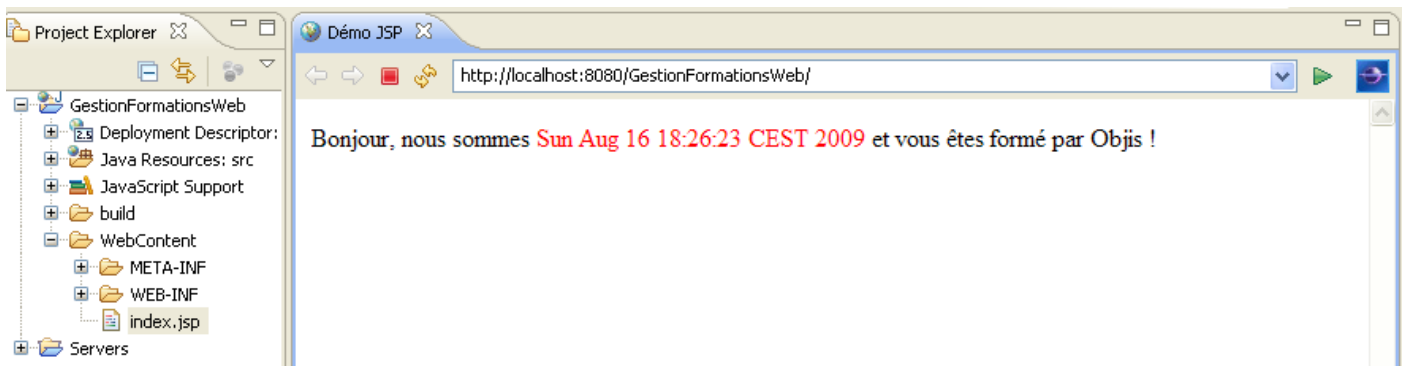 Project Explorer
GestionFormationsWeb
2.5 Deployment Descriptor:
Java Resources: src
JavaScript Support
build
WebContent
META-INF
WEB-INF
index.jsp
Servers
Démo JSP
http://localhost:8080/GestionFormationsWeb/
Bonjour, nous sommes Sun Aug 16 18:26:23 CEST 2009 et vous êtes formé par Objis !